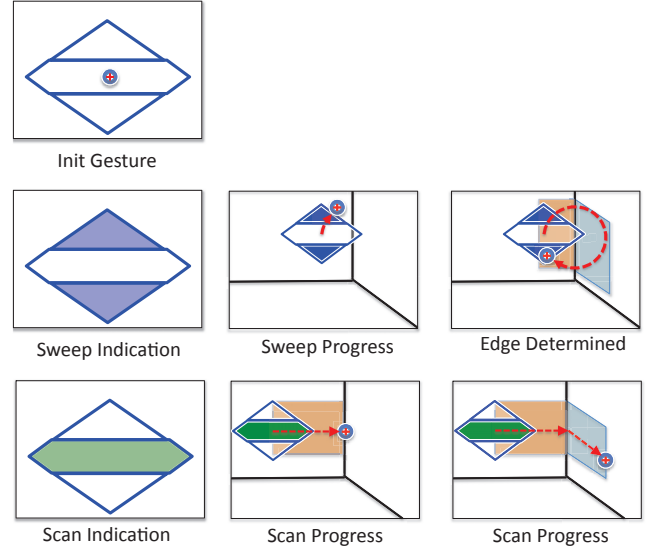 Init Gesture
Sweep Indication
Sweep Progress
Edge Determined
Scan Indication
Scan Progress
Scan Progress